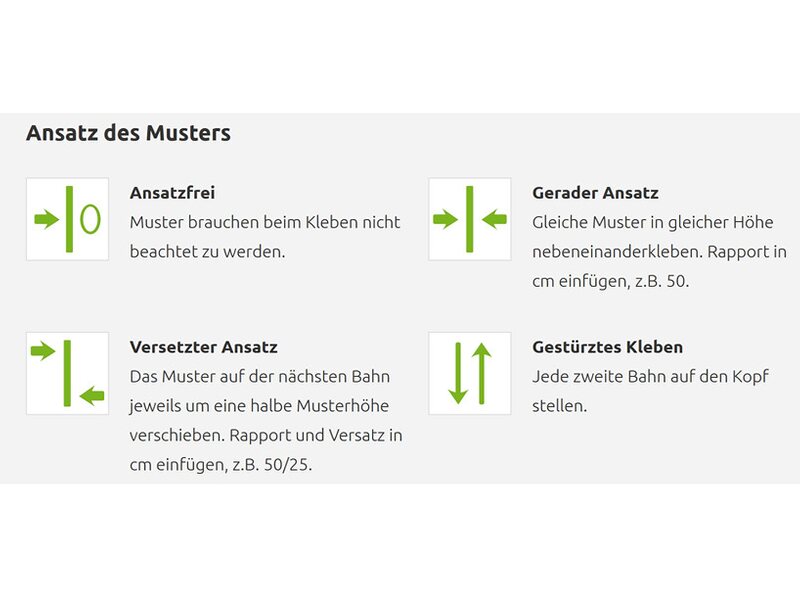 Ansatz des Musters
Ansatzfrei
Muster brauchen beim Kleben nicht
beachtet zu werden.
Gerader Ansatz
Gleiche Muster in gleicher Höhe
nebeneinanderkleben. Rapport in
cm einfügen, z.B. 50.
Versetzter Ansatz
Das Muster auf der nächsten Bahn
jeweils um eine halbe Musterhöhe
verschieben. Rapport und Versatz in
cm einfügen, z.B. 50/25.
Gestürztes Kleben
Jede zweite Bahn auf den Kopf
stellen.